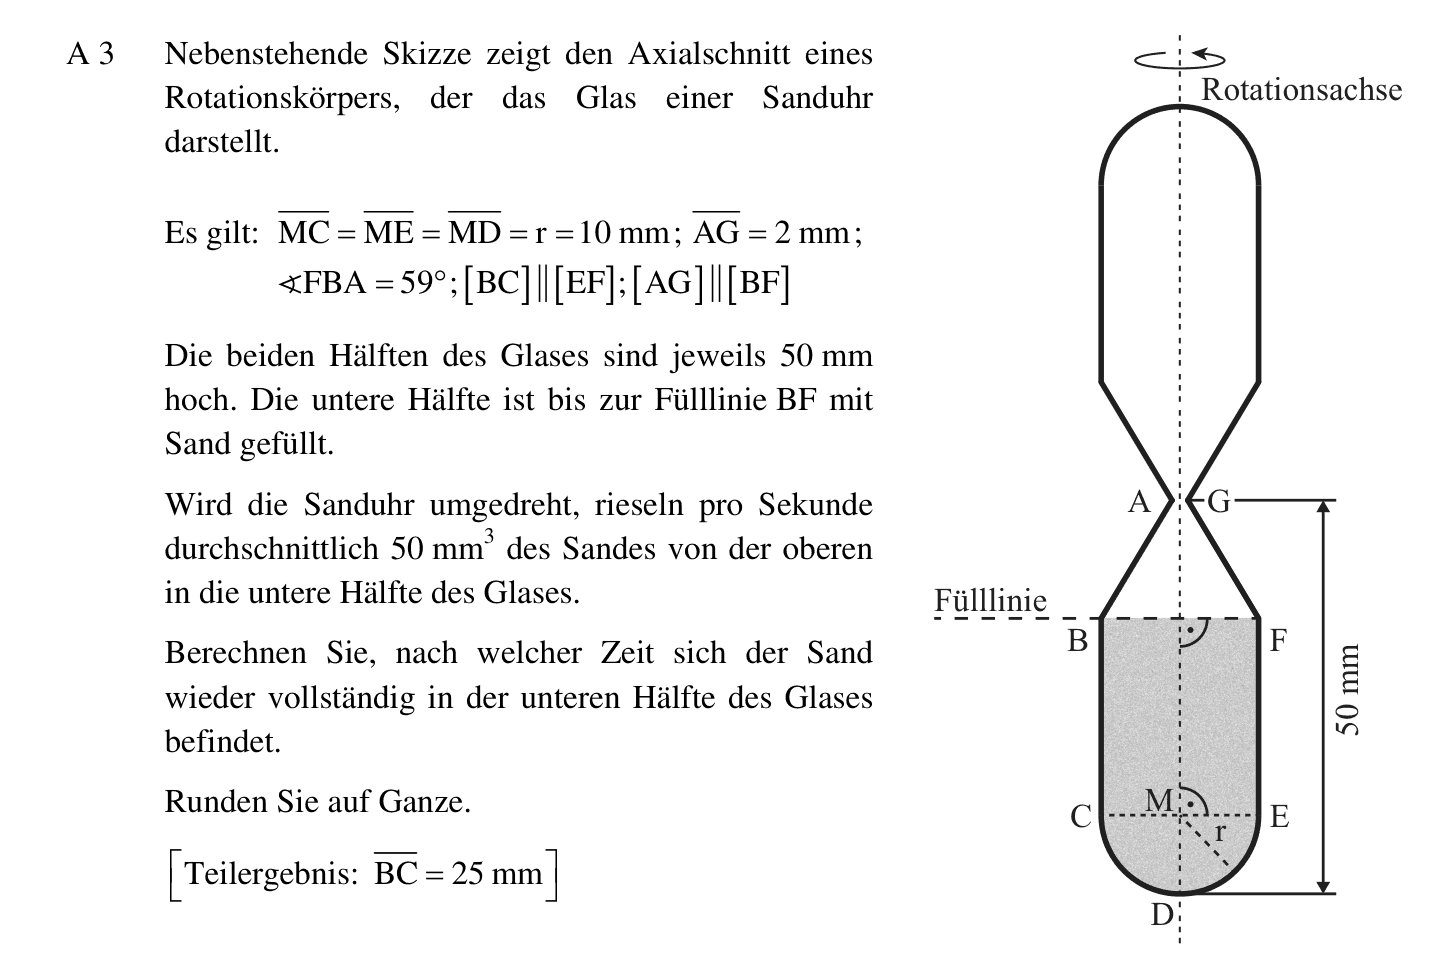 A 3 Nebenstehende Skizze zeigt den Axialschnitt eines
Rotationskörpers, der das Glas einer Sanduhr
darstellt.
Es gilt: \overline{MC} = \overline{ME} = \overline{MD} = r = 10 mm; \overline{AG} = 2 mm;
∢FBA = 59°; [BC] || [EF]; [AG] || [BF]
Die beiden Hälften des Glases sind jeweils 50 mm
hoch. Die untere Hälfte ist bis zur Fülllinie BF mit
Sand gefüllt.
Wird die Sanduhr umgedreht, rieseln pro Sekunde
durchschnittlich 50 mm³ des Sandes von der oberen
in die untere Hälfte des Glases.
Berechnen Sie, nach welcher Zeit sich der Sand
wieder vollständig in der unteren Hälfte des Glases
befindet.
Runden Sie auf Ganze.
[Teilergebnis: \overline{BC} = 25 mm]
Rotationsachse
A G
Fülllinie
B F
50 mm
C M E
r
D